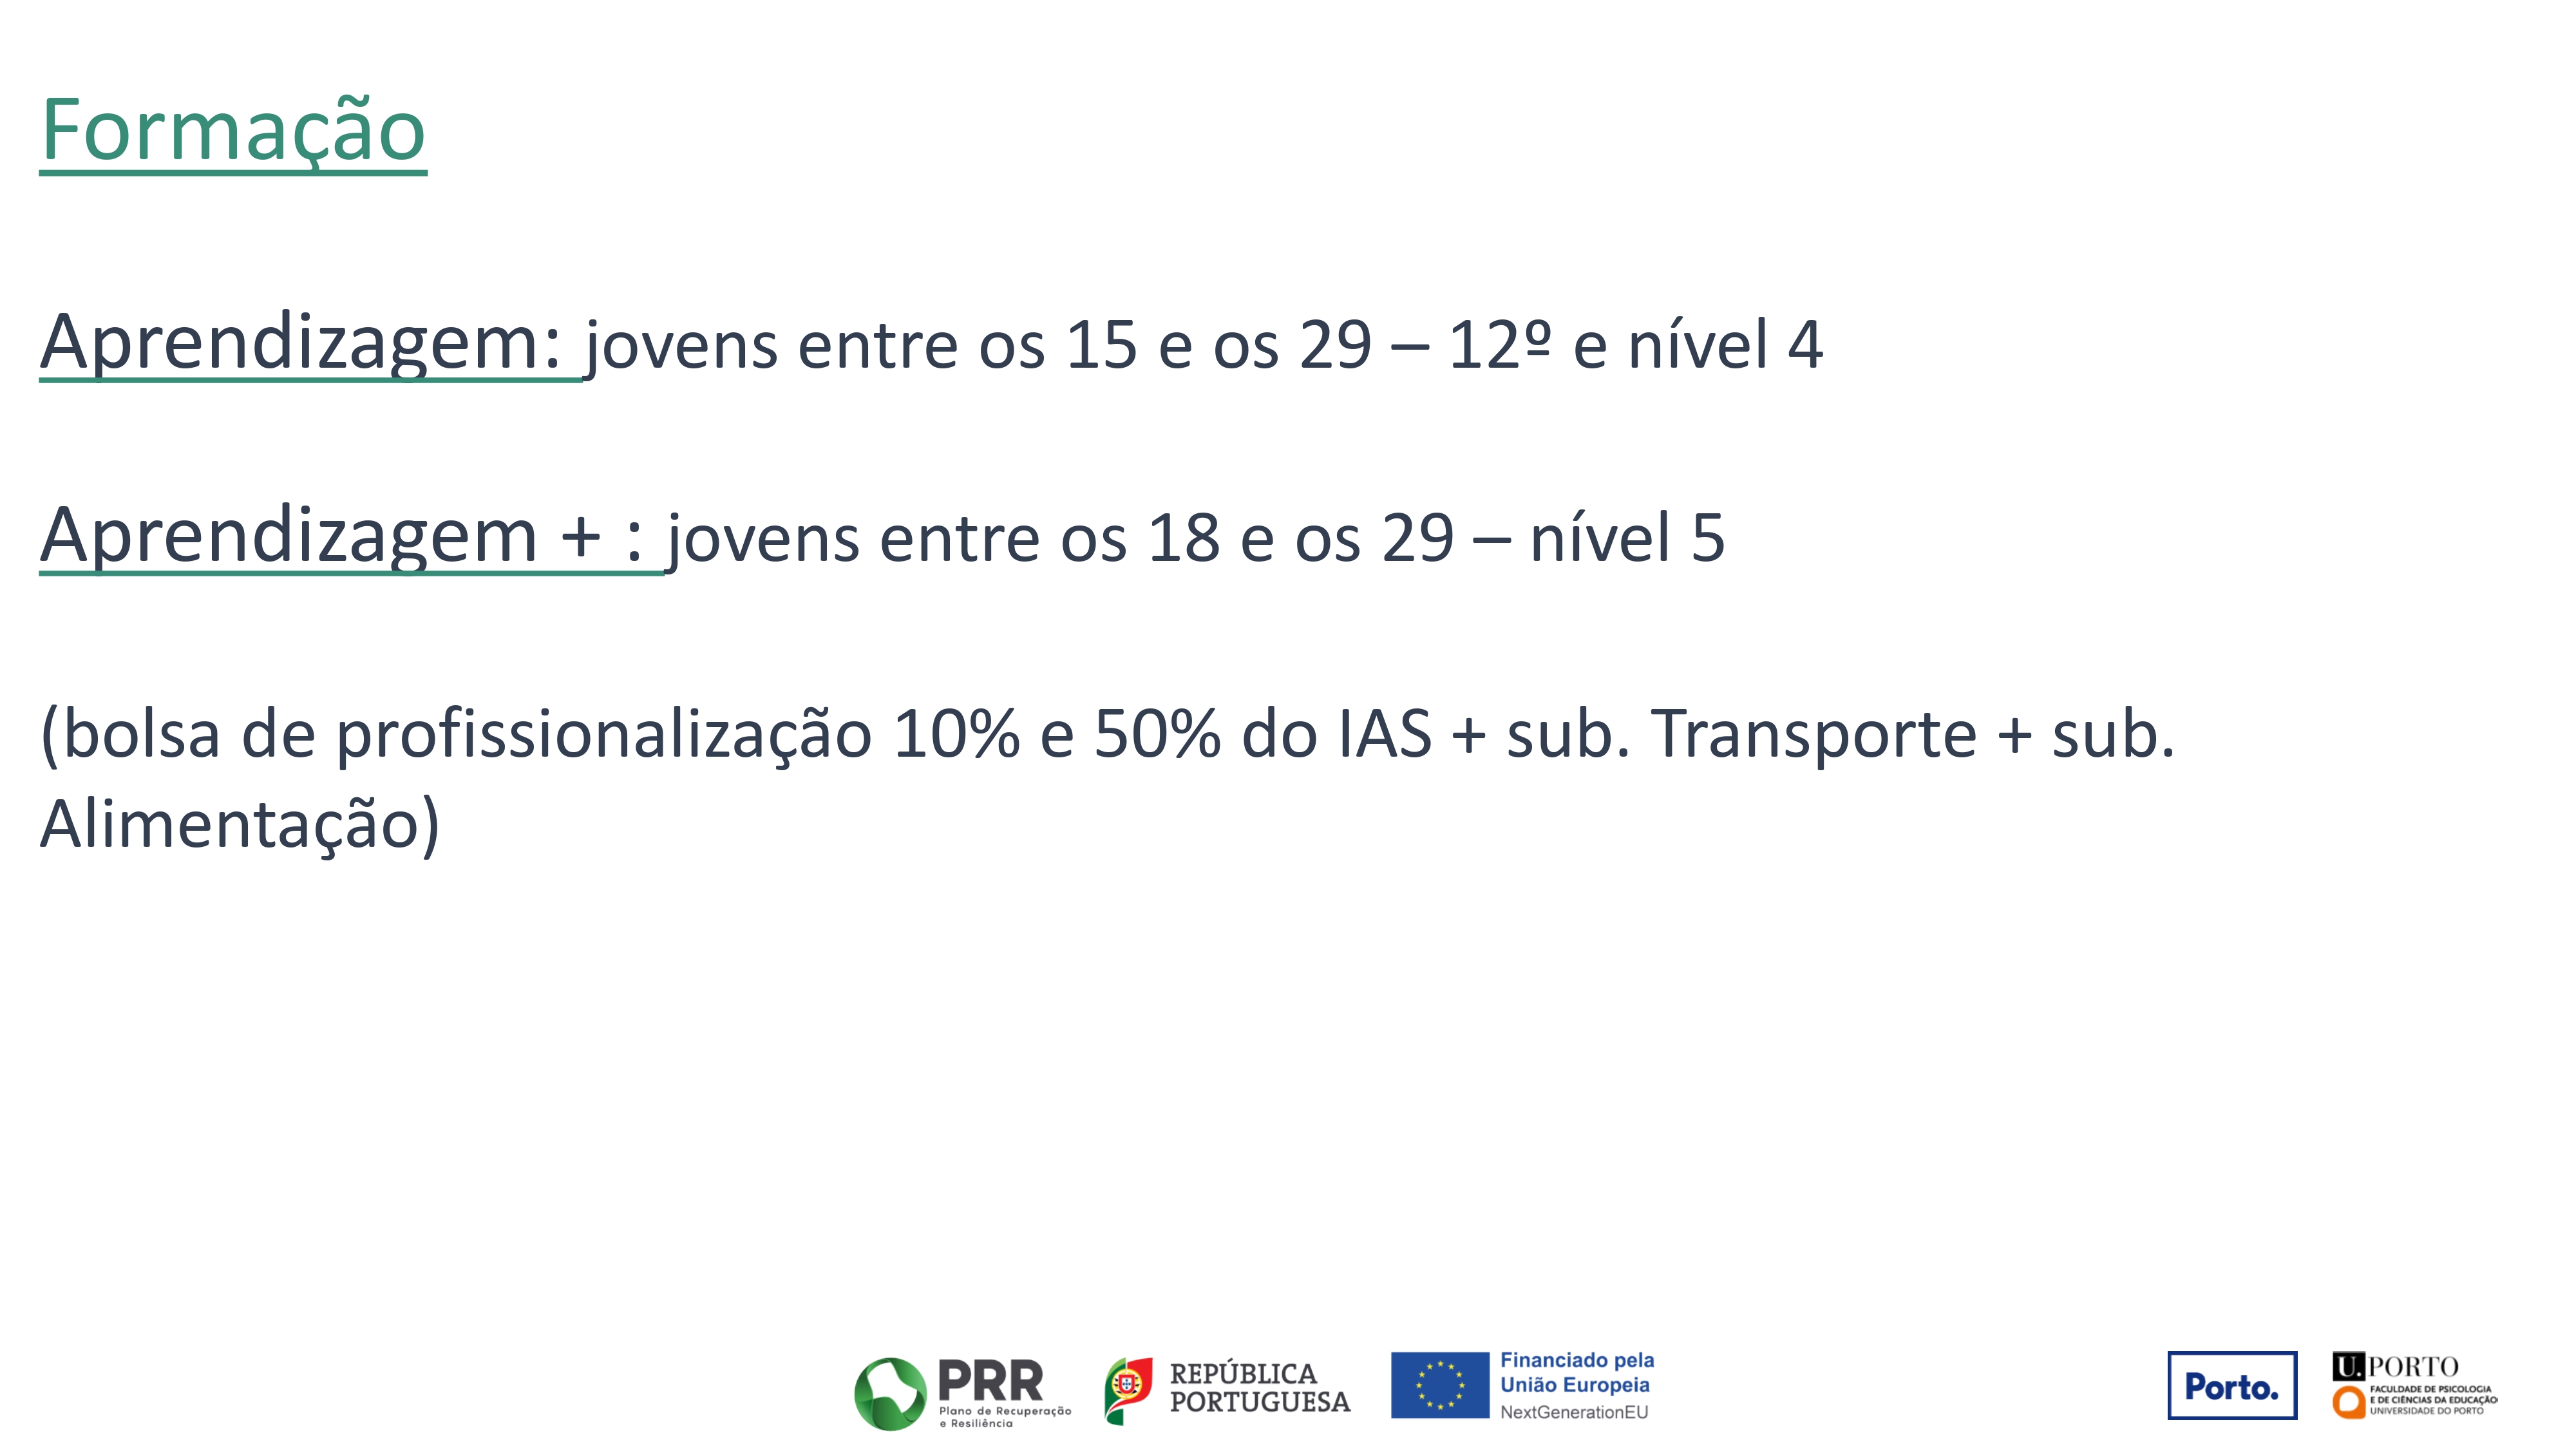 Formação
Aprendizagem: jovens entre os 15 e os 29 – 12º e nível 4
Aprendizagem + : jovens entre os 18 e os 29 – nível 5
(bolsa de profissionalização 10% e 50% do IAS + sub. Transporte + sub.
Alimentação)
PRR
Plano de Recuperação
e Resiliência
REPÚBLICA
PORTUGUESA
Financiado pela
União Europeia
NextGenerationEU
Porto.
U.PORTO
FACULDADE DE PSICOLOGIA
E DE CIÊNCIAS DA EDUCAÇÃO
UNIVERSIDADE DO PORTO